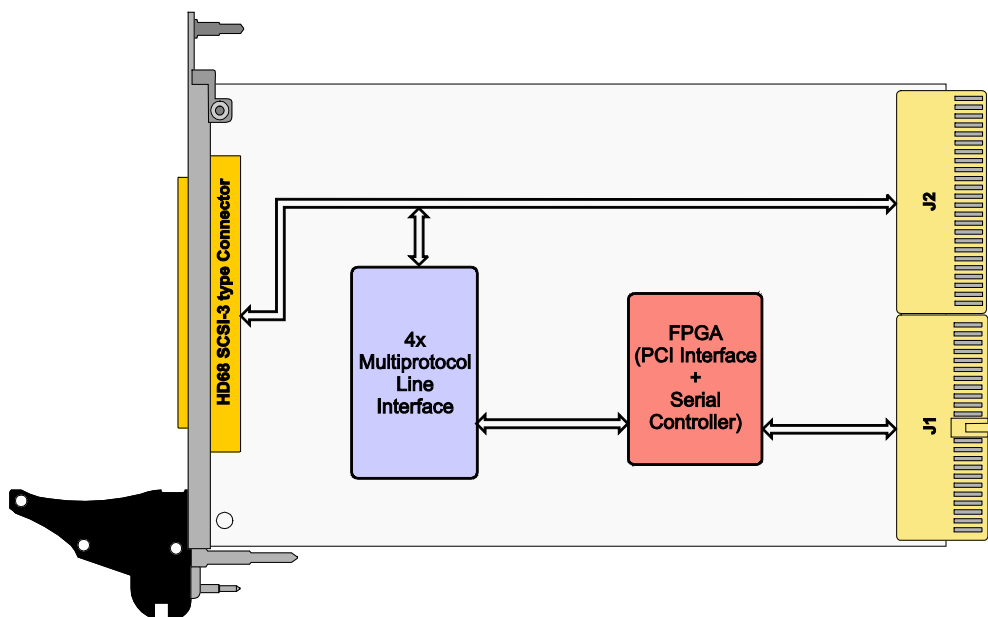 HD68 SCSI-3 type Connector
4x
Multiprotocol
Line
Interface
FPGA
(PCI Interface
+
Serial
Controller)
J2
J1